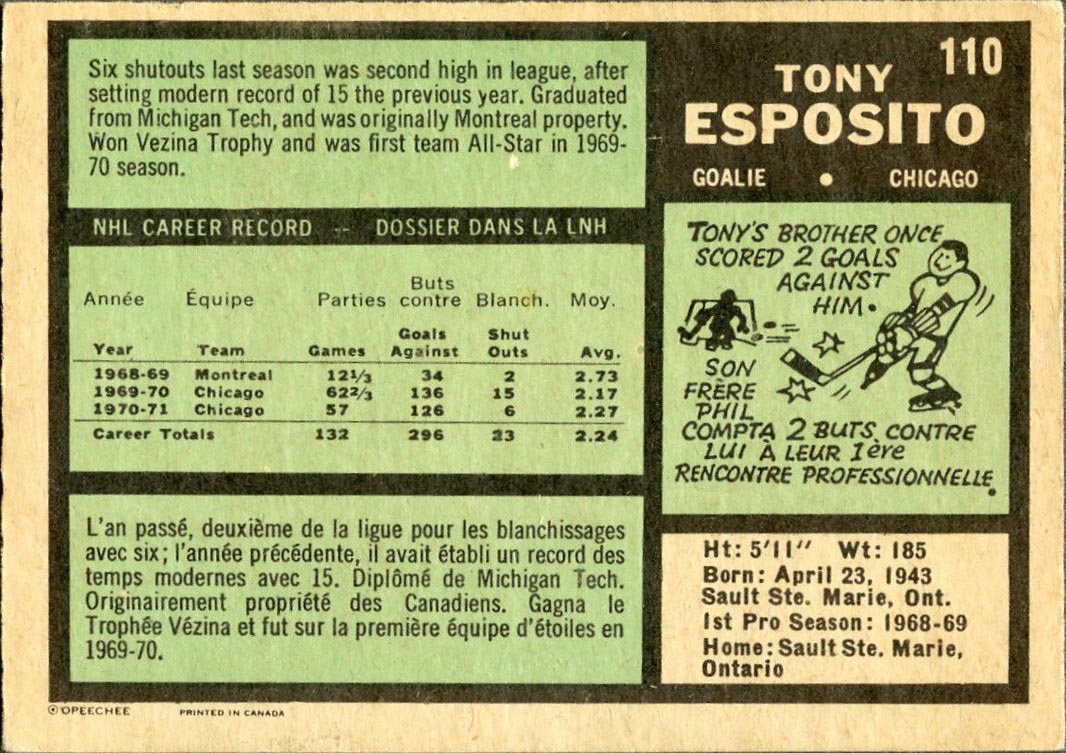 110
TONY
ESPOSITO
GOALIE • CHICAGO
Six shutouts last season was second high in league, after
setting modern record of 15 the previous year. Graduated
from Michigan Tech, and was originally Montreal property.
Won Vezina Trophy and was first team All-Star in 1969-
70 season.
NHL CAREER RECORD -- DOSSIER DANS LA LNH
Buts
Année Équipe Parties contre Blanch. Moy.
Goals Shut
Year Team Games Against Outs Avg.
1968-69 Montreal 12 1/3 34 2 2.73
1969-70 Chicago 62 2/3 136 15 2.17
1970-71 Chicago 57 126 6 2.27
Career Totals 132 296 23 2.24
L'an passé, deuxième de la ligue pour les blanchissages
avec six; l'année précédente, il avait établi un record des
temps modernes avec 15. Diplômé de Michigan Tech.
Originairement propriété des Canadiens. Gagna le
Trophée Vézina et fut sur la première équipe d'étoiles en
1969-70.
TONY'S BROTHER ONCE
SCORED 2 GOALS
AGAINST
HIM.
SON
FRÈRE
PHIL
COMPTA 2 BUTS CONTRE
LUI À LEUR 1ère
RENCONTRE PROFESSIONNELLE.
Ht: 5'11" Wt: 185
Born: April 23, 1943
Sault Ste. Marie, Ont.
1st Pro Season: 1968-69
Home: Sault Ste. Marie,
Ontario
© OPEECHEE PRINTED IN CANADA